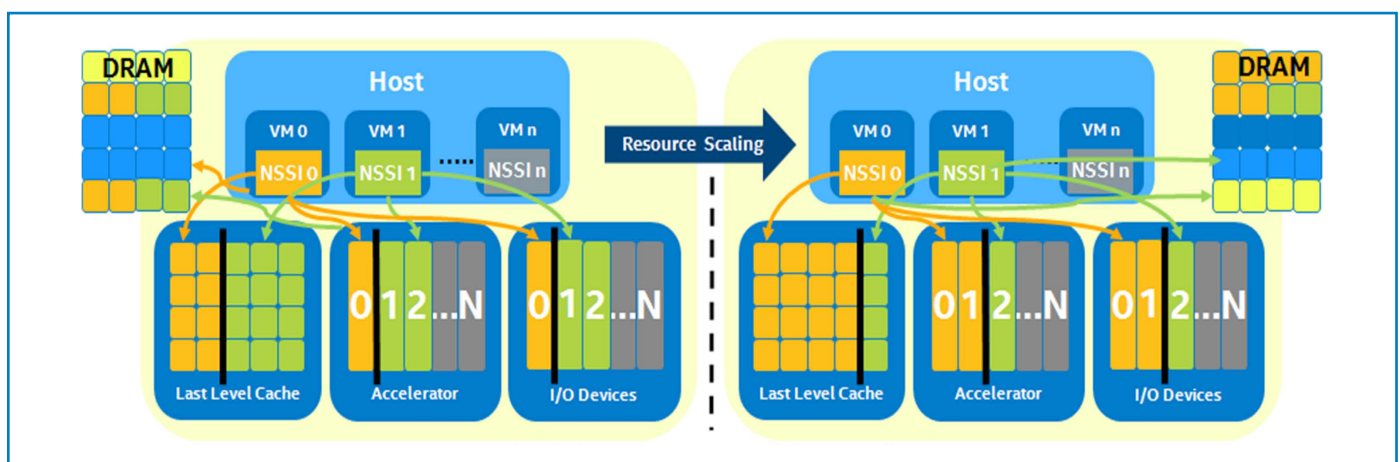 DRAM
Host
VM 0
VM 1
VM n
NSSI 0
NSSI 1
.....
NSSI n
0
1
2
...N
0
1
2
...N
Last Level Cache
Accelerator
I/O Devices
Resource Scaling
DRAM
Host
VM 0
VM 1
VM n
NSSI 0
NSSI 1
.....
NSSI n
0
1
2
...N
0
1
2
...N
Last Level Cache
Accelerator
I/O Devices